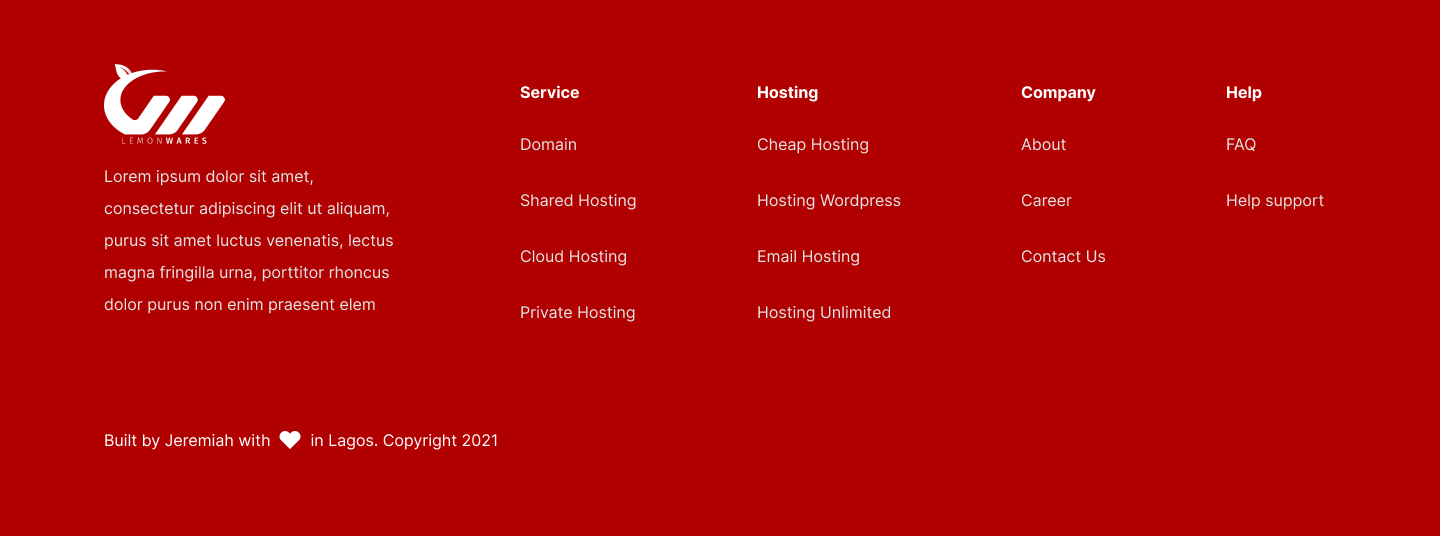 LEMONWARES
Lorem ipsum dolor sit amet,
consectetur adipiscing elit ut aliquam,
purus sit amet luctus venenatis, lectus
magna fringilla urna, porttitor rhoncus
dolor purus non enim praesent elem
Service
Domain
Shared Hosting
Cloud Hosting
Private Hosting
Hosting
Cheap Hosting
Hosting Wordpress
Email Hosting
Hosting Unlimited
Company
About
Career
Contact Us
Help
FAQ
Help support
Built by Jeremiah with in Lagos. Copyright 2021